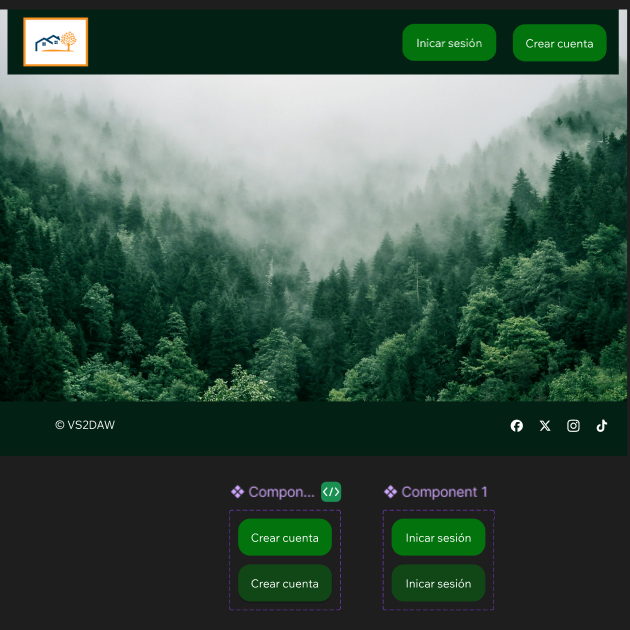 Inicar sesión
Crear cuenta
© VS2DAW
Compon...
Component 1
Crear cuenta
Inicar sesión
Crear cuenta
Inicar sesión